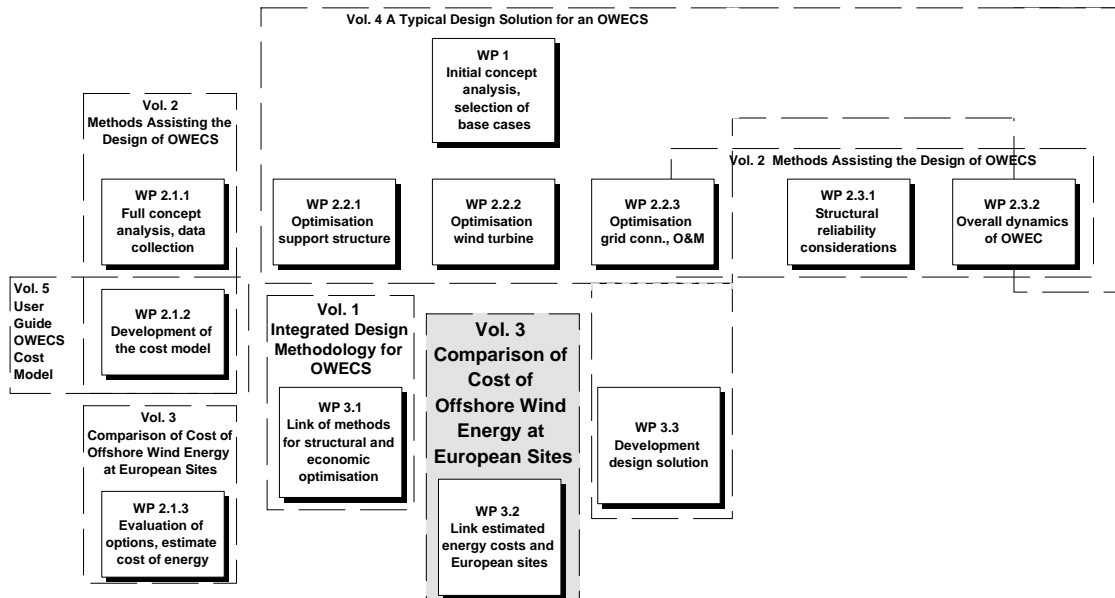 Vol. 4 A Typical Design Solution for an OWECS
WP 1
Initial concept
analysis,
selection of
base cases
Vol. 2
Methods Assisting the
Design of OWECS
Vol. 2 Methods Assisting the Design of OWECS
WP 2.1.1
Full concept
analysis, data
collection
WP 2.2.1
Optimisation
support structure
WP 2.2.2
Optimisation
wind turbine
WP 2.2.3
Optimisation
grid conn., O&M
WP 2.3.1
Structural
reliability
considerations
WP 2.3.2
Overall dynamics
of OWEC
Vol. 5
User
Guide
OWECS
Cost
Model
WP 2.1.2
Development of
the cost model
Vol. 1
Integrated Design
Methodology for
OWECS
WP 3.1
Link of methods
for structural and
economic
optimisation
Vol. 3
Comparison of
Cost of
Offshore Wind
Energy at
European Sites
WP 3.2
Link estimated
energy costs and
European sites
WP 3.3
Development
design solution
Vol. 3
Comparison of Cost of
Offshore Wind Energy
at European Sites
WP 2.1.3
Evaluation of
options, estimate
cost of energy